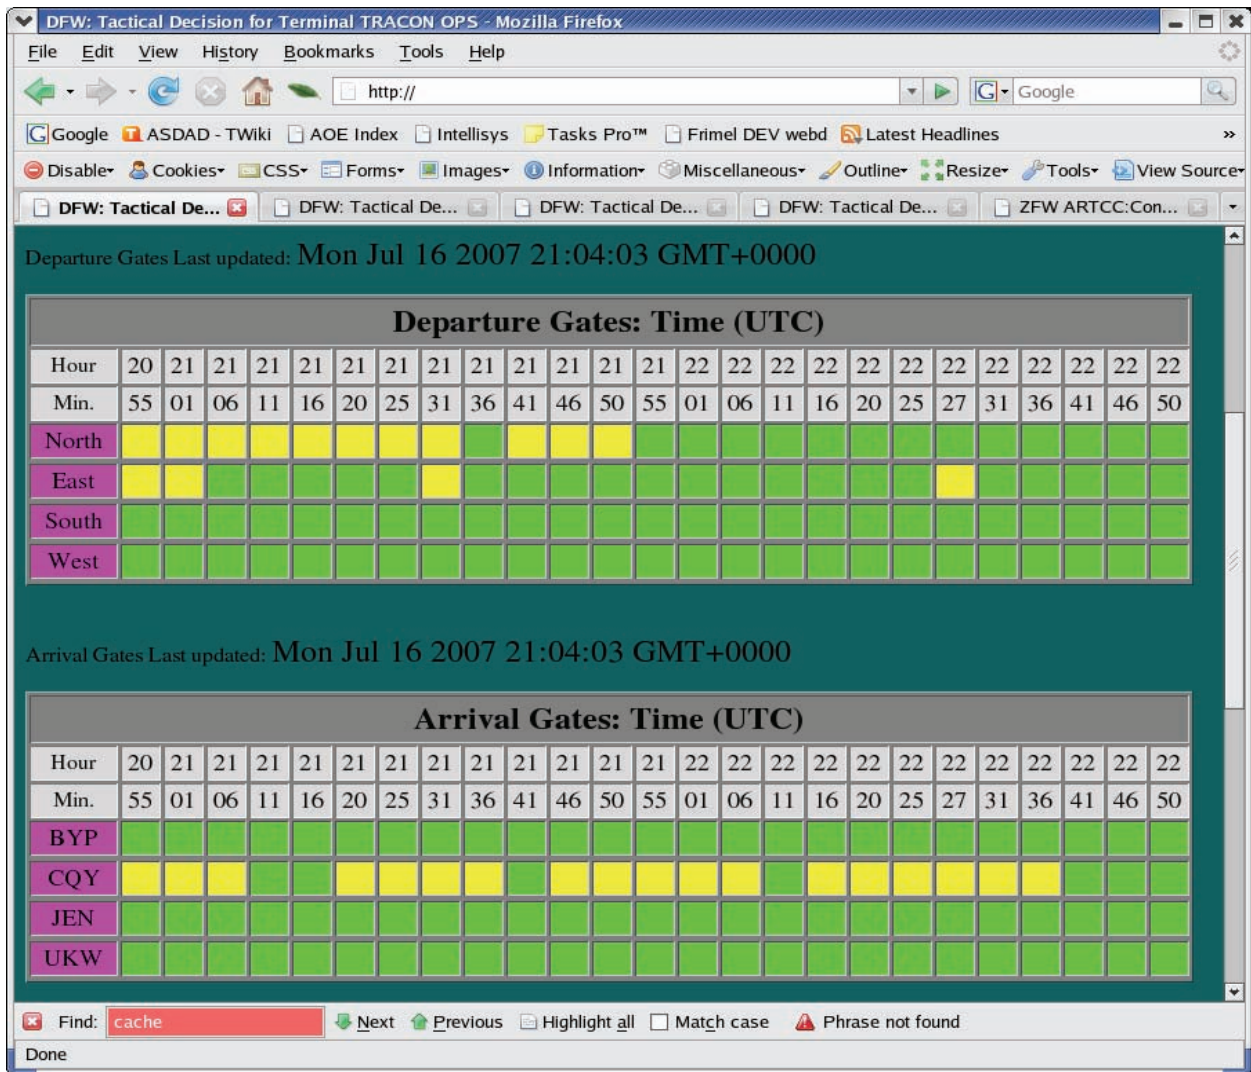 DFW: Tactical Decision for Terminal TRACON OPS - Mozilla Firefox
File Edit View History Bookmarks Tools Help
http:// G Google
G Google ASDAD - TWiki AOE Index Intellisys Tasks Pro™ Frimel DEV webd Latest Headlines »
Disable Cookies CSS Forms Images Information Miscellaneous Outline Resize Tools View Source
DFW: Tactical De... DFW: Tactical De... DFW: Tactical De... DFW: Tactical De... ZFW ARTCC:Con...
Departure Gates Last updated: Mon Jul 16 2007 21:04:03 GMT+0000
Departure Gates: Time (UTC)
Hour 20 21 21 21 21 21 21 21 21 21 21 21 21 22 22 22 22 22 22 22 22 22 22 22 22
Min. 55 01 06 11 16 20 25 31 36 41 46 50 55 01 06 11 16 20 25 27 31 36 41 46 50
North
East
South
West
Arrival Gates Last updated: Mon Jul 16 2007 21:04:03 GMT+0000
Arrival Gates: Time (UTC)
Hour 20 21 21 21 21 21 21 21 21 21 21 21 21 22 22 22 22 22 22 22 22 22 22 22 22
Min. 55 01 06 11 16 20 25 31 36 41 46 50 55 01 06 11 16 20 25 27 31 36 41 46 50
BYP
CQY
JEN
UKW
Find: cache Next Previous Highlight all Match case Phrase not found
Done